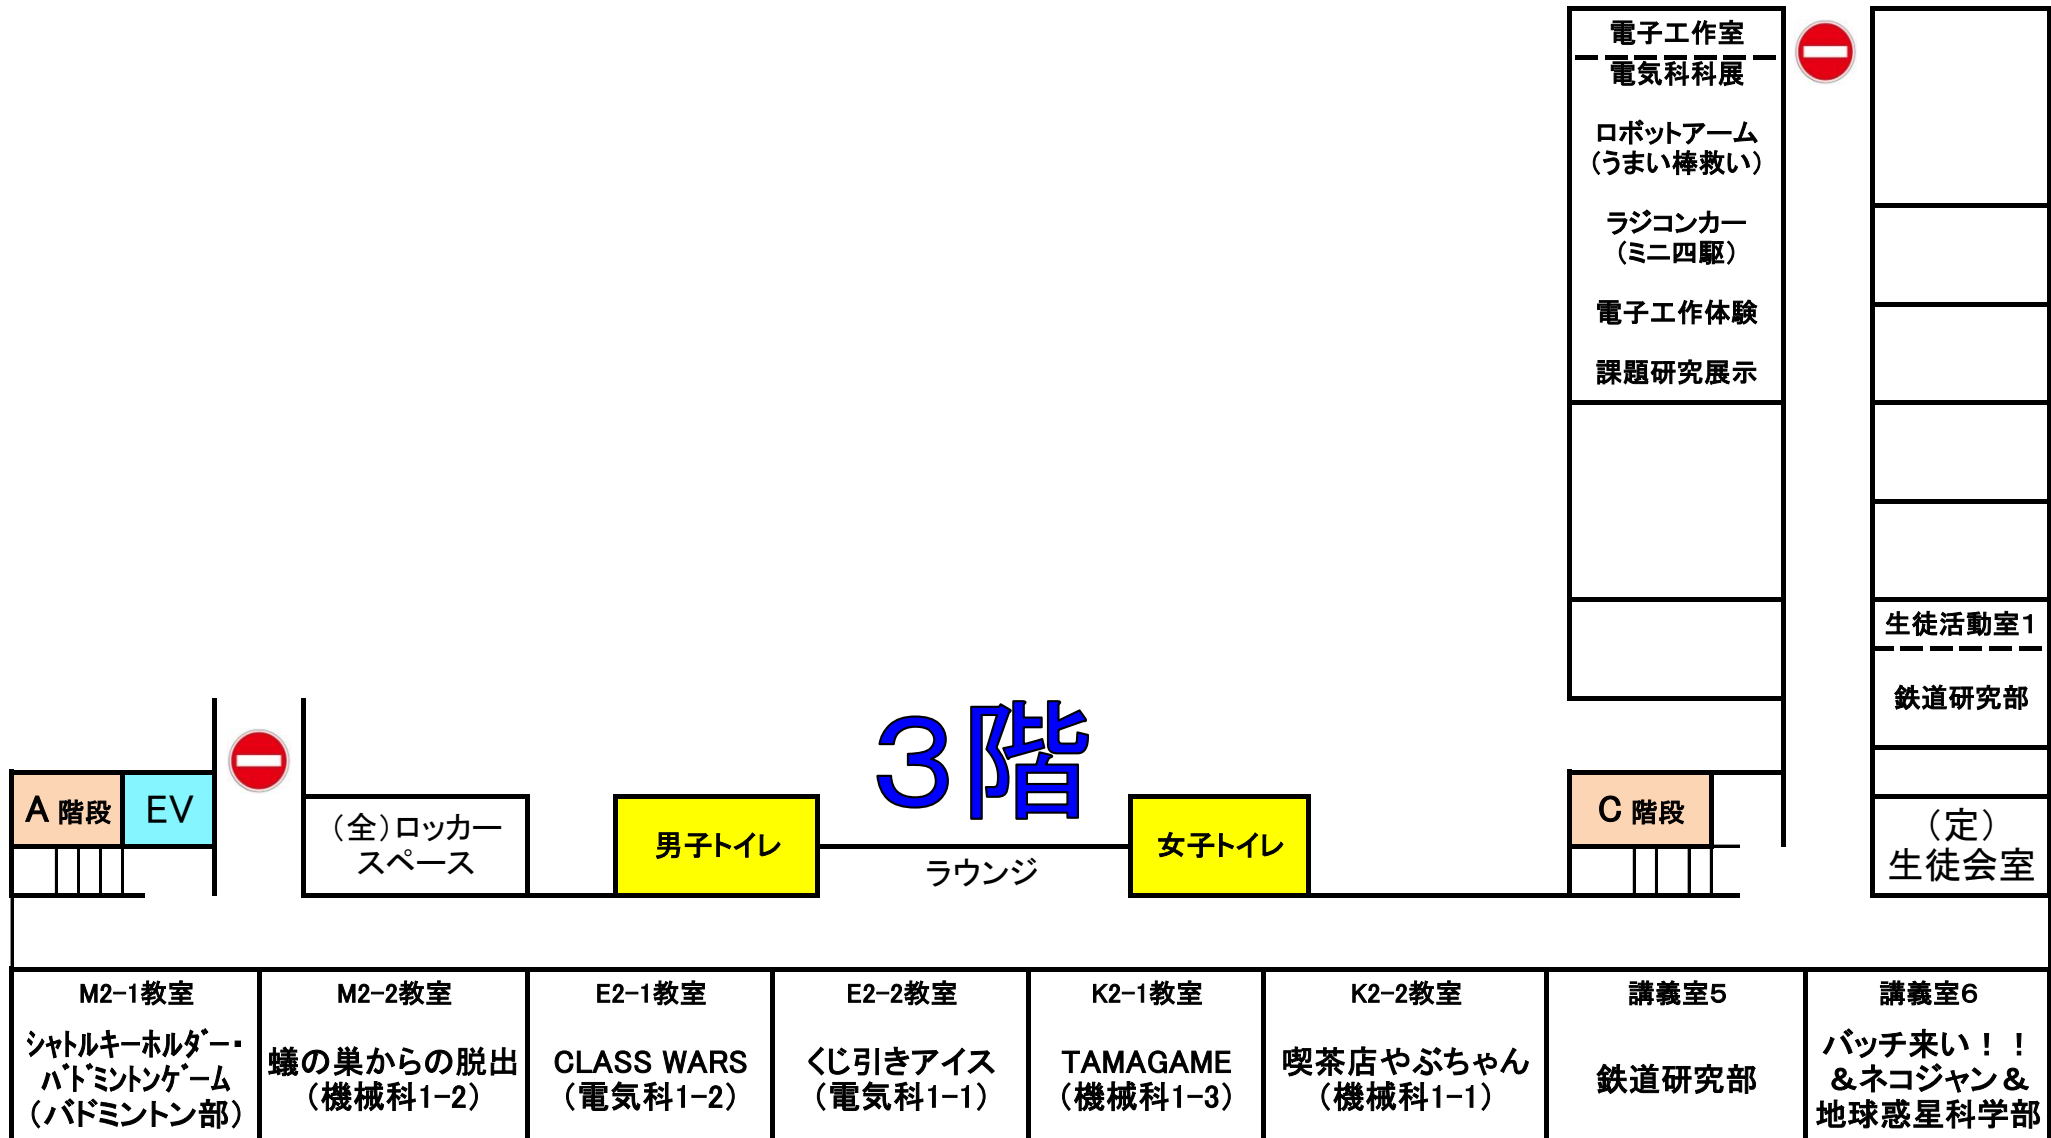 電子工作室
電気科科展
ロボットアーム
（うまい棒救い）
ラジコンカー
（ミニ四駆）
電子工作体験
課題研究展示
生徒活動室1
鉄道研究部
3階
A 階段
EV
（全）ロッカー
スペース
男子トイレ
ラウンジ
女子トイレ
C 階段
（定）
生徒会室
M2-1教室
シャトルキーホルダー・
バドミントンゲーム
（バドミントン部）
M2-2教室
蟻の巣からの脱出
（機械科1-2）
E2-1教室
CLASS WARS
（電気科1-2）
E2-2教室
くじ引きアイス
（電気科1-1）
K2-1教室
TAMAGAME
（機械科1-3）
K2-2教室
喫茶店やぶちゃん
（機械科1-1）
講義室5
鉄道研究部
講義室6
バッチ来い！！
＆ネコジャン＆
地球惑星科学部